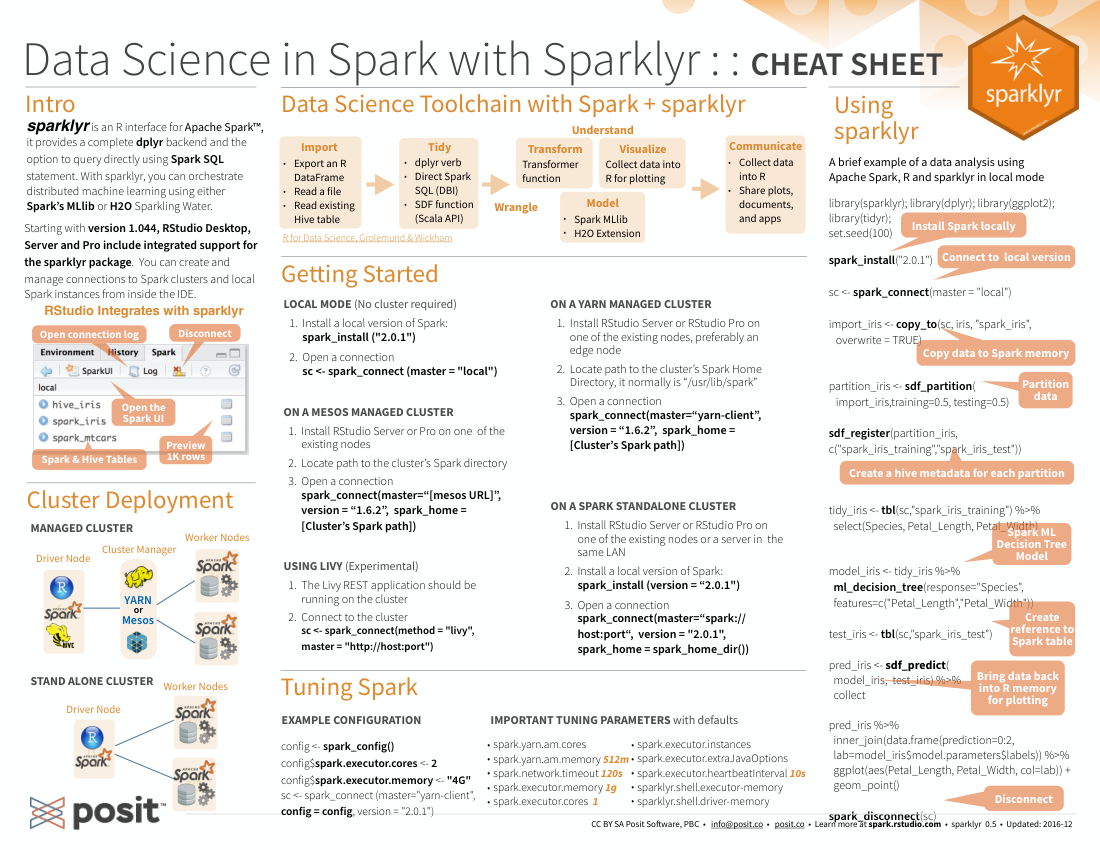 Data Science in Spark with Sparklyr : : CHEAT SHEET
sparklyr
Intro
sparklyr is an R interface for Apache Spark™,
it provides a complete dplyr backend and the
option to query directly using Spark SQL
statement. With sparklyr, you can orchestrate
distributed machine learning using either
Spark's MLlib or H2O Sparkling Water.
Starting with version 1.044, RStudio Desktop,
Server and Pro include integrated support for
the sparklyr package. You can create and
manage connections to Spark clusters and local
Spark instances from inside the IDE.
RStudio Integrates with sparklyr
Open connection log
Disconnect
Environment History Spark
SparkUI Log
local
hive_iris
spark_iris
spark_mtcars
Open the
Spark UI
Preview
1K rows
Spark & Hive Tables
Cluster Deployment
MANAGED CLUSTER
Driver Node
Cluster Manager
Worker Nodes
R
APACHE
Spark
HIVE
YARN
or
Mesos
APACHE
Spark
APACHE
Spark
STAND ALONE CLUSTER
Worker Nodes
Driver Node
R
APACHE
Spark
APACHE
Spark
APACHE
Spark
posit™
Data Science Toolchain with Spark + sparklyr
Import
• Export an R
DataFrame
• Read a file
• Read existing
Hive table
Tidy
• dplyr verb
• Direct Spark
SQL (DBI)
• SDF function
(Scala API)
Understand
Transform
Transformer
function
Visualize
Collect data into
R for plotting
Wrangle
Model
• Spark MLlib
• H2O Extension
Communicate
• Collect data
into R
• Share plots,
documents,
and apps
R for Data Science, Grolemund & Wickham
Getting Started
LOCAL MODE (No cluster required)
1. Install a local version of Spark:
spark_install ("2.0.1")
2. Open a connection
sc <- spark_connect (master = "local")
ON A MESOS MANAGED CLUSTER
1. Install RStudio Server or Pro on one of the
existing nodes
2. Locate path to the cluster's Spark directory
3. Open a connection
spark_connect(master=“[mesos URL]”,
version = “1.6.2”, spark_home =
[Cluster's Spark path])
USING LIVY (Experimental)
1. The Livy REST application should be
running on the cluster
2. Connect to the cluster
sc <- spark_connect(method = "livy",
master = "http://host:port")
ON A YARN MANAGED CLUSTER
1. Install RStudio Server or RStudio Pro on
one of the existing nodes, preferably an
edge node
2. Locate path to the cluster's Spark Home
Directory, it normally is “/usr/lib/spark”
3. Open a connection
spark_connect(master=“yarn-client”,
version = “1.6.2”, spark_home =
[Cluster's Spark path])
ON A SPARK STANDALONE CLUSTER
1. Install RStudio Server or RStudio Pro on
one of the existing nodes or a server in the
same LAN
2. Install a local version of Spark:
spark_install (version = “2.0.1")
3. Open a connection
spark_connect(master=“spark://
host:port“, version = "2.0.1",
spark_home = spark_home_dir())
Tuning Spark
EXAMPLE CONFIGURATION
config <- spark_config()
config$spark.executor.cores <- 2
config$spark.executor.memory <- "4G"
sc <- spark_connect (master="yarn-client",
config = config, version = "2.0.1")
IMPORTANT TUNING PARAMETERS with defaults
• spark.yarn.am.cores
• spark.yarn.am.memory 512m
• spark.network.timeout 120s
• spark.executor.memory 1g
• spark.executor.cores 1
• spark.executor.instances
• spark.executor.extraJavaOptions
• spark.executor.heartbeatInterval 10s
• sparklyr.shell.executor-memory
• sparklyr.shell.driver-memory
Using
sparklyr
A brief example of a data analysis using
Apache Spark, R and sparklyr in local mode
library(sparklyr); library(dplyr); library(ggplot2);
library(tidyr);
set.seed(100)
Install Spark locally
spark_install("2.0.1")
Connect to local version
sc <- spark_connect(master = "local")
import_iris <- copy_to(sc, iris, "spark_iris",
overwrite = TRUE)
Copy data to Spark memory
partition_iris <- sdf_partition(
import_iris,training=0.5, testing=0.5)
Partition
data
sdf_register(partition_iris,
c("spark_iris_training","spark_iris_test"))
Create a hive metadata for each partition
tidy_iris <- tbl(sc,"spark_iris_training") %>%
select(Species, Petal_Length, Petal_Width)
Spark ML
Decision Tree
Model
model_iris <- tidy_iris %>%
ml_decision_tree(response="Species",
features=c("Petal_Length","Petal_Width"))
Create
reference to
Spark table
test_iris <- tbl(sc,"spark_iris_test")
pred_iris <- sdf_predict(
model_iris, test_iris) %>%
collect
Bring data back
into R memory
for plotting
pred_iris %>%
inner_join(data.frame(prediction=0:2,
lab=model_iris$model.parameters$labels)) %>%
ggplot(aes(Petal_Length, Petal_Width, col=lab)) +
geom_point()
Disconnect
spark_disconnect(sc)
CC BY SA Posit Software, PBC • info@posit.co • posit.co • Learn more at spark.rstudio.com • sparklyr 0.5 • Updated: 2016-12